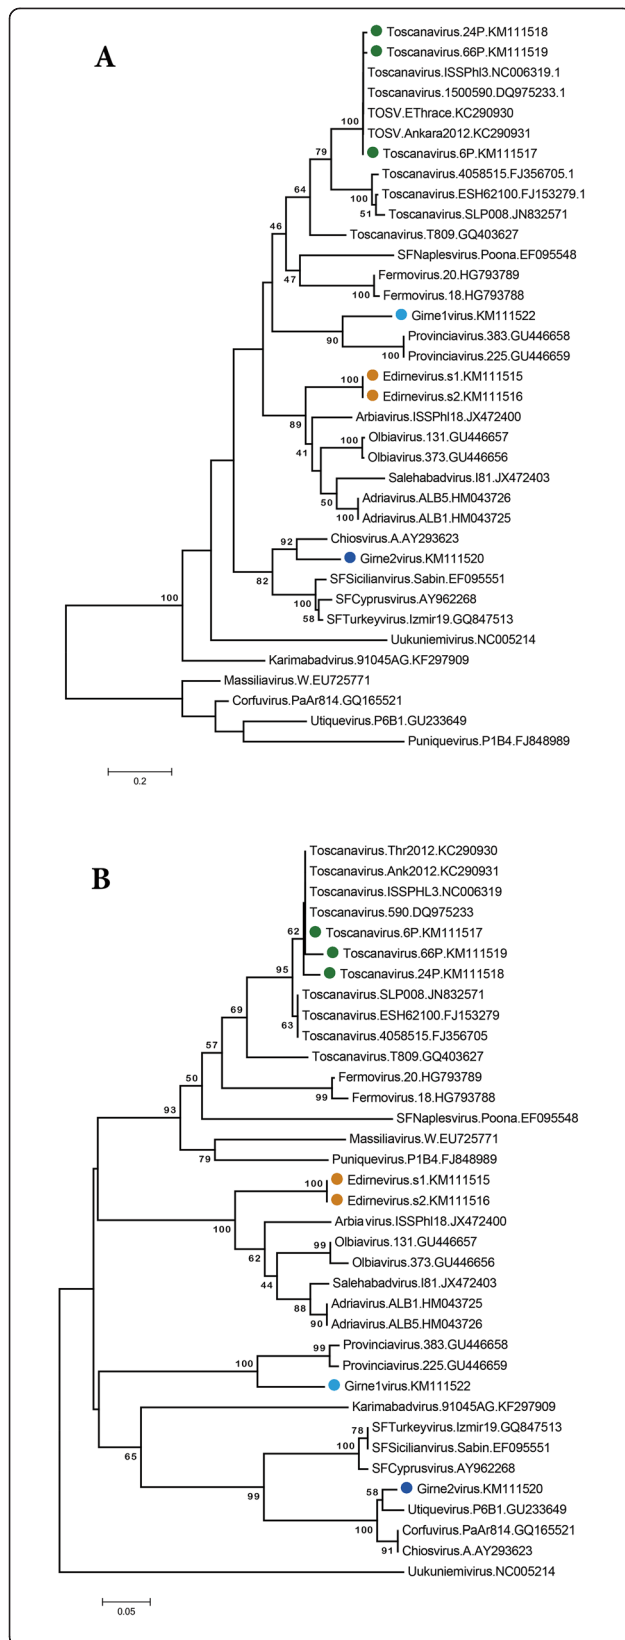 A
Toscanavirus.24P.KM111518
Toscanavirus.66P.KM111519
Toscanavirus.ISSPhl3.NC006319.1
Toscanavirus.1500590.DQ975233.1
TOSV.EThrace.KC290930
100
TOSV.Ankara2012.KC290931
Toscanavirus.6P.KM111517
79
Toscanavirus.4058515.FJ356705.1
64
Toscanavirus.ESH62100.FJ153279.1
100
51
Toscanavirus.SLP008.JN832571
46
Toscanavirus.T809.GQ403627
SFNaplesvirus.Poona.EF095548
47
Fermovirus.20.HG793789
100
Fermovirus.18.HG793788
Girne1virus.KM111522
90
Provinciavirus.383.GU446658
100
Provinciavirus.225.GU446659
100
Edirnevirus.s1.KM111515
Edirnevirus.s2.KM111516
89
Arbiavirus.ISSPhl18.JX472400
41
100
Olbiavirus.131.GU446657
Olbiavirus.373.GU446656
Salehabadvirus.I81.JX472403
50
Adriavirus.ALB5.HM043726
100
Adriavirus.ALB1.HM043725
92
Chiosvirus.A.AY293623
Girne2virus.KM111520
82
SFSicilianvirus.Sabin.EF095551
100
SFCyprusvirus.AY962268
100
58
SFTurkeyvirus.Izmir19.GQ847513
Uukuniemivirus.NC005214
Karimabadvirus.91045AG.KF297909
Massiliavirus.W.EU725771
Corfuvirus.PaAr814.GQ165521
Utiquevirus.P6B1.GU233649
Puniquevirus.P1B4.FJ848989
0.2
B
Toscanavirus.Thr2012.KC290930
Toscanavirus.Ank2012.KC290931
Toscanavirus.ISSPHL3.NC006319
Toscanavirus.590.DQ975233
62
Toscanavirus.6P.KM111517
Toscanavirus.66P.KM111519
95
Toscanavirus.24P.KM111518
Toscanavirus.SLP008.JN832571
69
Toscanavirus.ESH62100.FJ153279
63
Toscanavirus.4058515.FJ356705
57
Toscanavirus.T809.GQ403627
50
Fermovirus.20.HG793789
99
Fermovirus.18.HG793788
93
SFNaplesvirus.Poona.EF095548
Massiliavirus.W.EU725771
79
Puniquevirus.P1B4.FJ848989
100
Edirnevirus.s1.KM111515
Edirnevirus.s2.KM111516
100
Arbiavirus.ISSPhl18.JX472400
62
99
Olbiavirus.131.GU446657
Olbiavirus.373.GU446656
44
Salehabadvirus.I81.JX472403
88
Adriavirus.ALB1.HM043725
90
Adriavirus.ALB5.HM043726
99
Provinciavirus.383.GU446658
100
Provinciavirus.225.GU446659
Girne1virus.KM111522
Karimabadvirus.91045AG.KF297909
78
SFTurkeyvirus.Izmir19.GQ847513
65
100
SFSicilianvirus.Sabin.EF095551
SFCyprusvirus.AY962268
99
58
Girne2virus.KM111520
Utiquevirus.P6B1.GU233649
100
Corfuvirus.PaAr814.GQ165521
91
Chiosvirus.A.AY293623
Uukuniemivirus.NC005214
0.05